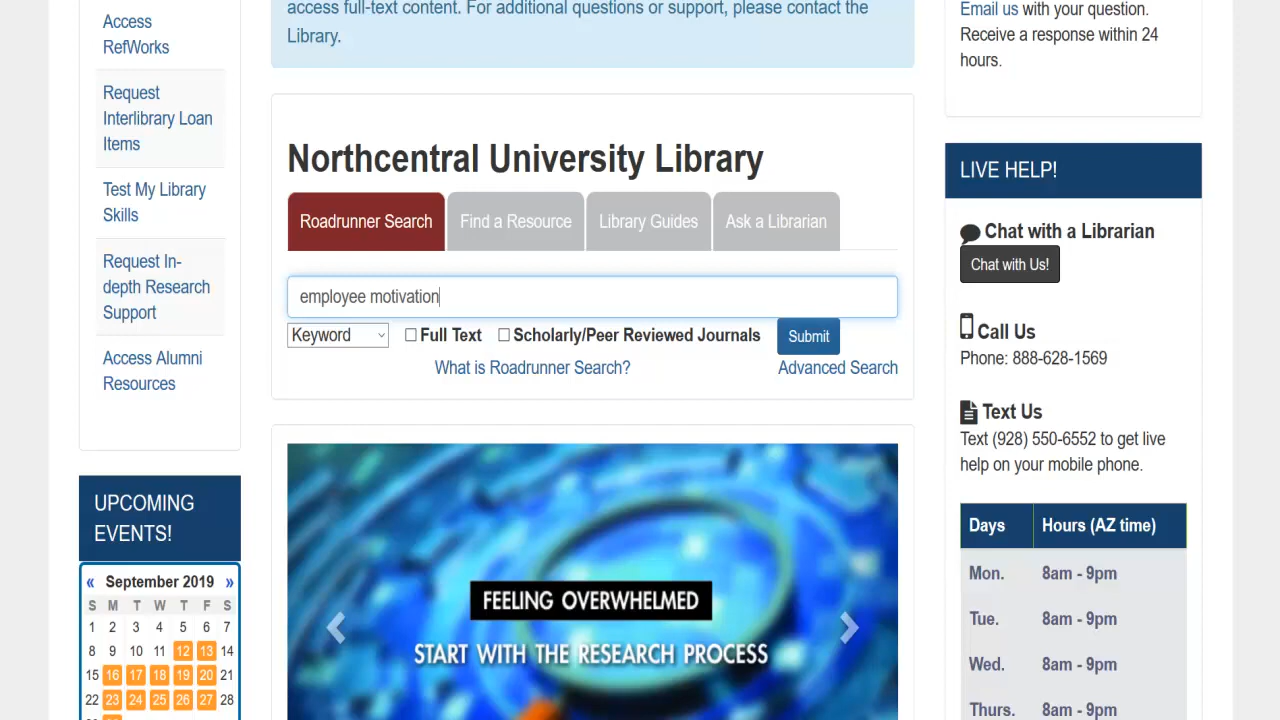 Access
RefWorks
Request
Interlibrary Loan
Items
Test My Library
Skills
Request In-
depth Research
Support
Access Alumni
Resources
UPCOMING
EVENTS!
« September 2019 »
S M T W T F S
1 2 3 4 5 6 7
8 9 10 11 12 13 14
15 16 17 18 19 20 21
22 23 24 25 26 27 28
access full-text content. For additional questions or support, please contact the
Library.
Northcentral University Library
Roadrunner Search
Find a Resource
Library Guides
Ask a Librarian
employee motivation
Keyword
Full Text
Scholarly/Peer Reviewed Journals
Submit
What is Roadrunner Search?
Advanced Search
FEELING OVERWHELMED
START WITH THE RESEARCH PROCESS
Email us with your question.
Receive a response within 24
hours.
LIVE HELP!
Chat with a Librarian
Chat with Us!
Call Us
Phone: 888-628-1569
Text Us
Text (928) 550-6552 to get live
help on your mobile phone.
Days Hours (AZ time)
Mon. 8am - 9pm
Tue. 8am - 9pm
Wed. 8am - 9pm
Thurs. 8am - 9pm